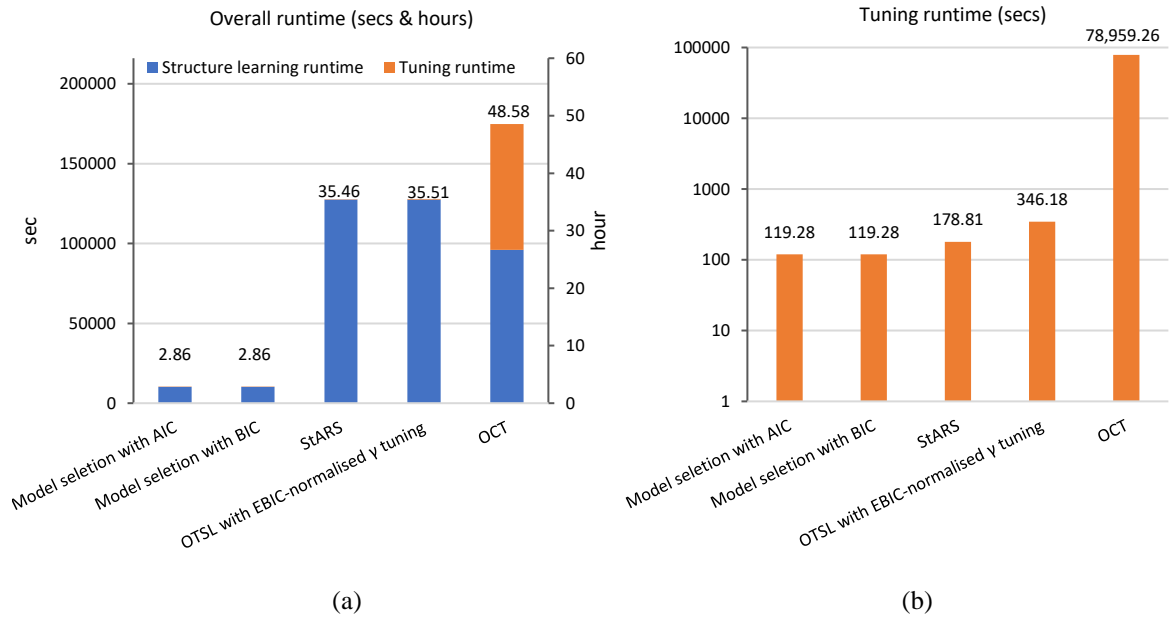 Overall runtime (secs & hours)
Structure learning runtime
Tuning runtime
200000
150000
100000
50000
0
sec
60
50
40
30
20
10
0
hour
2.86
2.86
35.46
35.51
48.58
Model seletion with AIC
Model seletion with BIC
StARS
OTSL with EBIC-normalised γ tuning
OCT
(a)
Tuning runtime (secs)
100000
10000
1000
100
10
1
119.28
119.28
178.81
346.18
78,959.26
Model seletion with AIC
Model seletion with BIC
StARS
OTSL with EBIC-normalised γ tuning
OCT
(b)